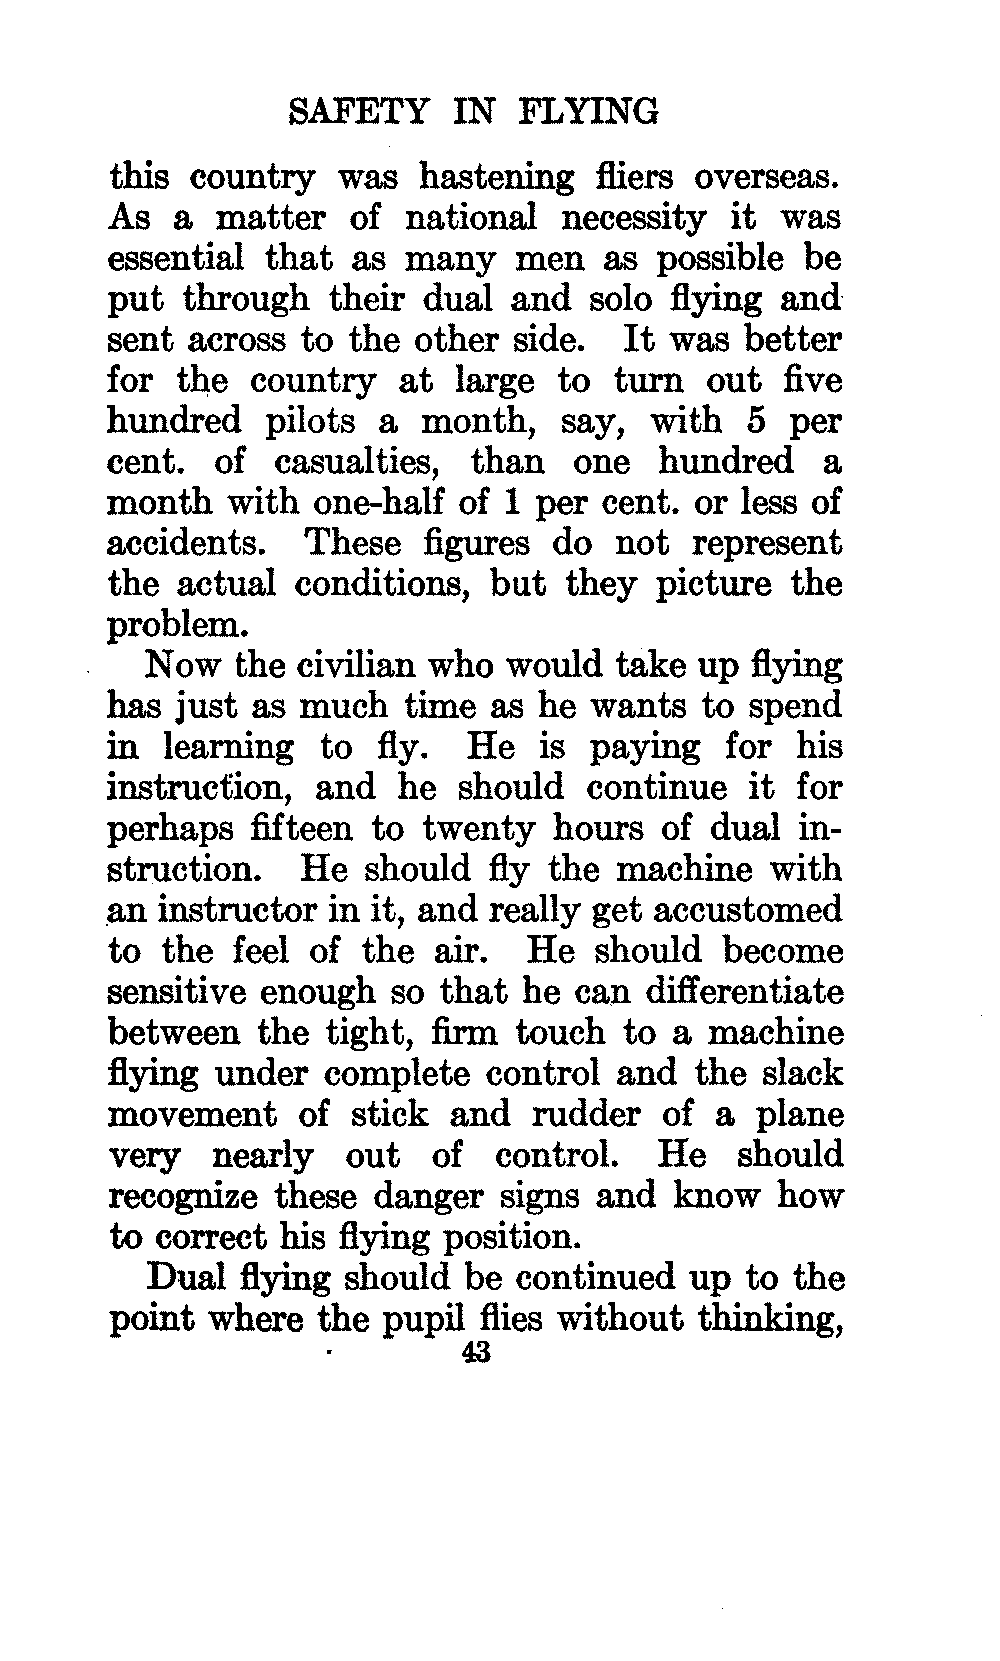 SAFETY IN FLYING
this country was hastening fliers overseas.
As a matter of national necessity it was
essential that as many men as possible be
put through their dual and solo flying and
sent across to the other side. It was better
for the country at large to turn out five
hundred pilots a month, say, with 5 per
cent. of casualties, than one hundred a
month with one-half of 1 per cent. or less of
accidents. These figures do not represent
the actual conditions, but they picture the
problem.
Now the civilian who would take up flying
has just as much time as he wants to spend
in learning to fly. He is paying for his
instruction, and he should continue it for
perhaps fifteen to twenty hours of dual in-
struction. He should fly the machine with
an instructor in it, and really get accustomed
to the feel of the air. He should become
sensitive enough so that he can differentiate
between the tight, firm touch to a machine
flying under complete control and the slack
movement of stick and rudder of a plane
very nearly out of control. He should
recognize these danger signs and know how
to correct his flying position.
Dual flying should be continued up to the
point where the pupil flies without thinking,
43